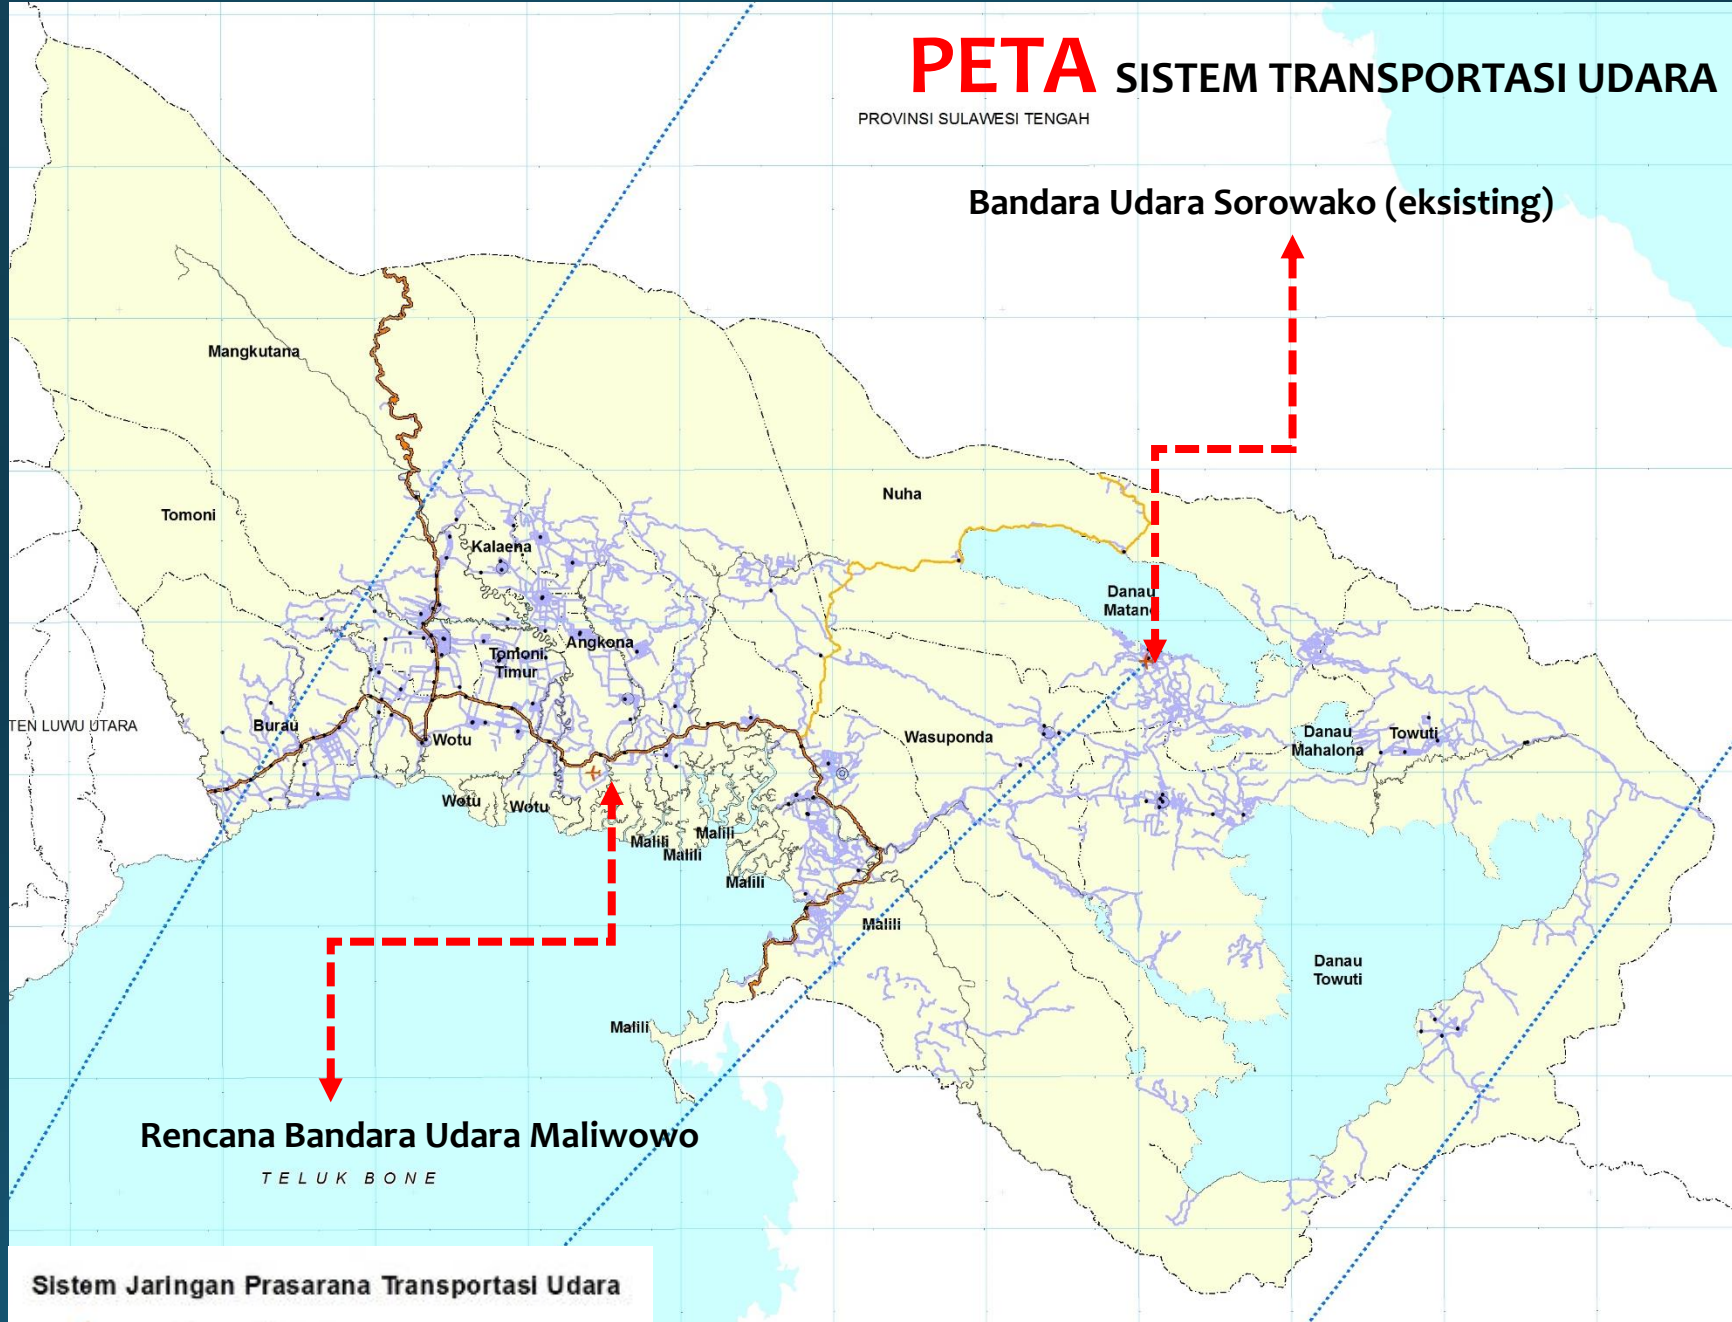 PETA SISTEM TRANSPORTASI UDARA
PROVINSI SULAWESI TENGAH
Bandara Udara Sorowako (eksisting)
Mangkutana
Nuha
Tomoni
Kalaena
Danau
Matano
Angkona
Tomoni
Timur
Burau
TEN LUWU UTARA
Wotu
Wasuponda
Danau
Mahalona
Towuti
Wotu
Wotu
Malili
Malili
Malili
Malili
Malili
Danau
Towuti
Malili
Rencana Bandara Udara Maliwowo
TELUK BONE
Sistem Jaringan Prasarana Transportasi Udara